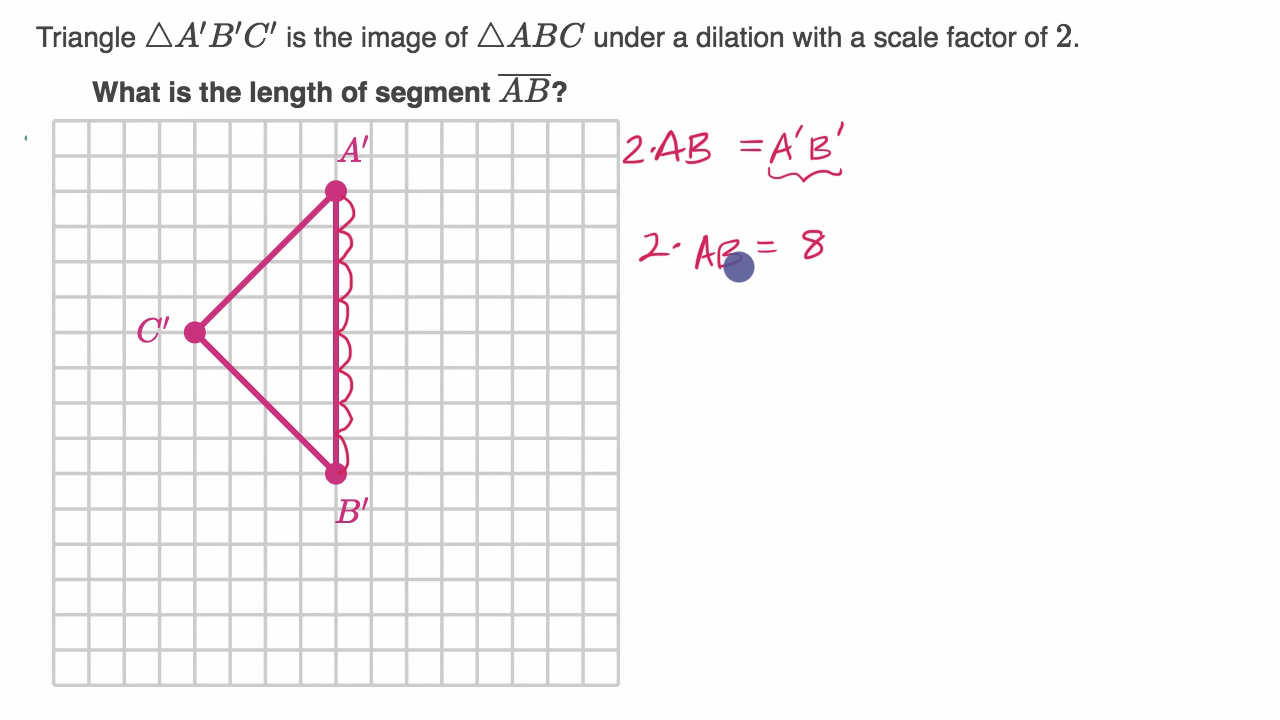 Triangle △A′B′C′ is the image of △ABC under a dilation with a scale factor of 2.
What is the length of segment A̅B̅?
A′
2·AB = A′B′
2· AB = 8
C′
B′